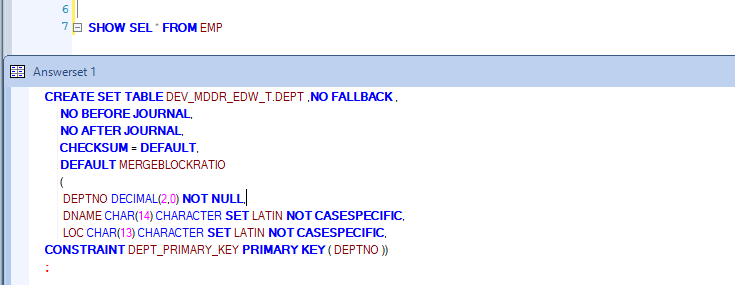 6
7 SHOW SEL * FROM EMP
Answerset 1
CREATE SET TABLE DEV_MDDR_EDW_T.DEPT ,NO FALLBACK ,
NO BEFORE JOURNAL,
NO AFTER JOURNAL,
CHECKSUM = DEFAULT,
DEFAULT MERGEBLOCKRATIO
(
DEPTNO DECIMAL(2,0) NOT NULL,
DNAME CHAR(14) CHARACTER SET LATIN NOT CASESPECIFIC,
LOC CHAR(13) CHARACTER SET LATIN NOT CASESPECIFIC,
CONSTRAINT DEPT_PRIMARY_KEY PRIMARY KEY ( DEPTNO ))
;